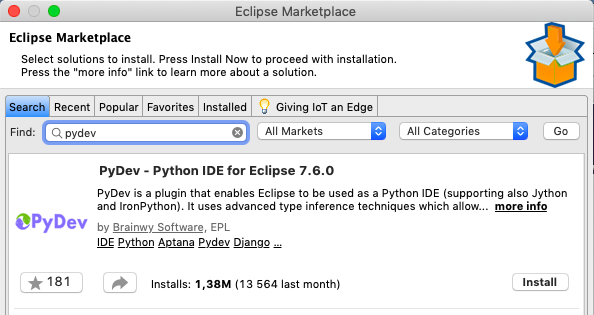 Eclipse Marketplace
Eclipse Marketplace
Select solutions to install. Press Install Now to proceed with installation.
Press the "more info" link to learn more about a solution.
Search Recent Popular Favorites Installed Giving IoT an Edge
Find: pydev All Markets All Categories Go
PyDev - Python IDE for Eclipse 7.6.0
PyDev is a plugin that enables Eclipse to be used as a Python IDE (supporting also Jython
and IronPython). It uses advanced type inference techniques which allow... more info
PyDev
by Brainwy Software, EPL
IDE Python Aptana Pydev Django ...
181 Installs: 1,38M (13 564 last month) Install